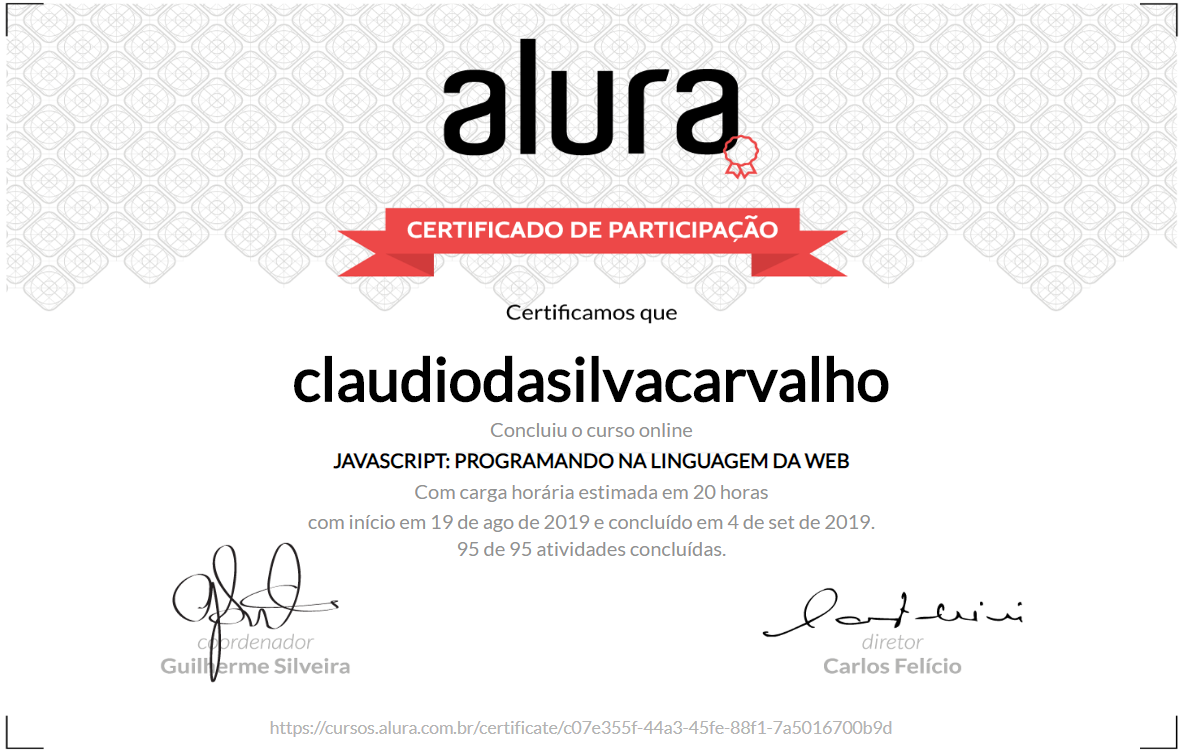 alura
CERTIFICADO DE PARTICIPAÇÃO
Certificamos que
claudiodasilvacarvalho
Concluiu o curso online
JAVASCRIPT: PROGRAMANDO NA LINGUAGEM DA WEB
Com carga horária estimada em 20 horas
com início em 19 de ago de 2019 e concluído em 4 de set de 2019.
95 de 95 atividades concluídas.
coordenador
Guilherme Silveira
diretor
Carlos Felício
https://cursos.alura.com.br/certificate/c07e355f-44a3-45fe-88f1-7a5016700b9d